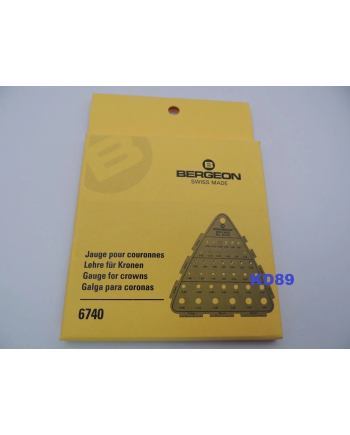 B
BERGEON
SWISS MADE
Jauge pour couronnes
Lehre für Kronen
Gauge for crowns
Galga para coronas
6740
KD89